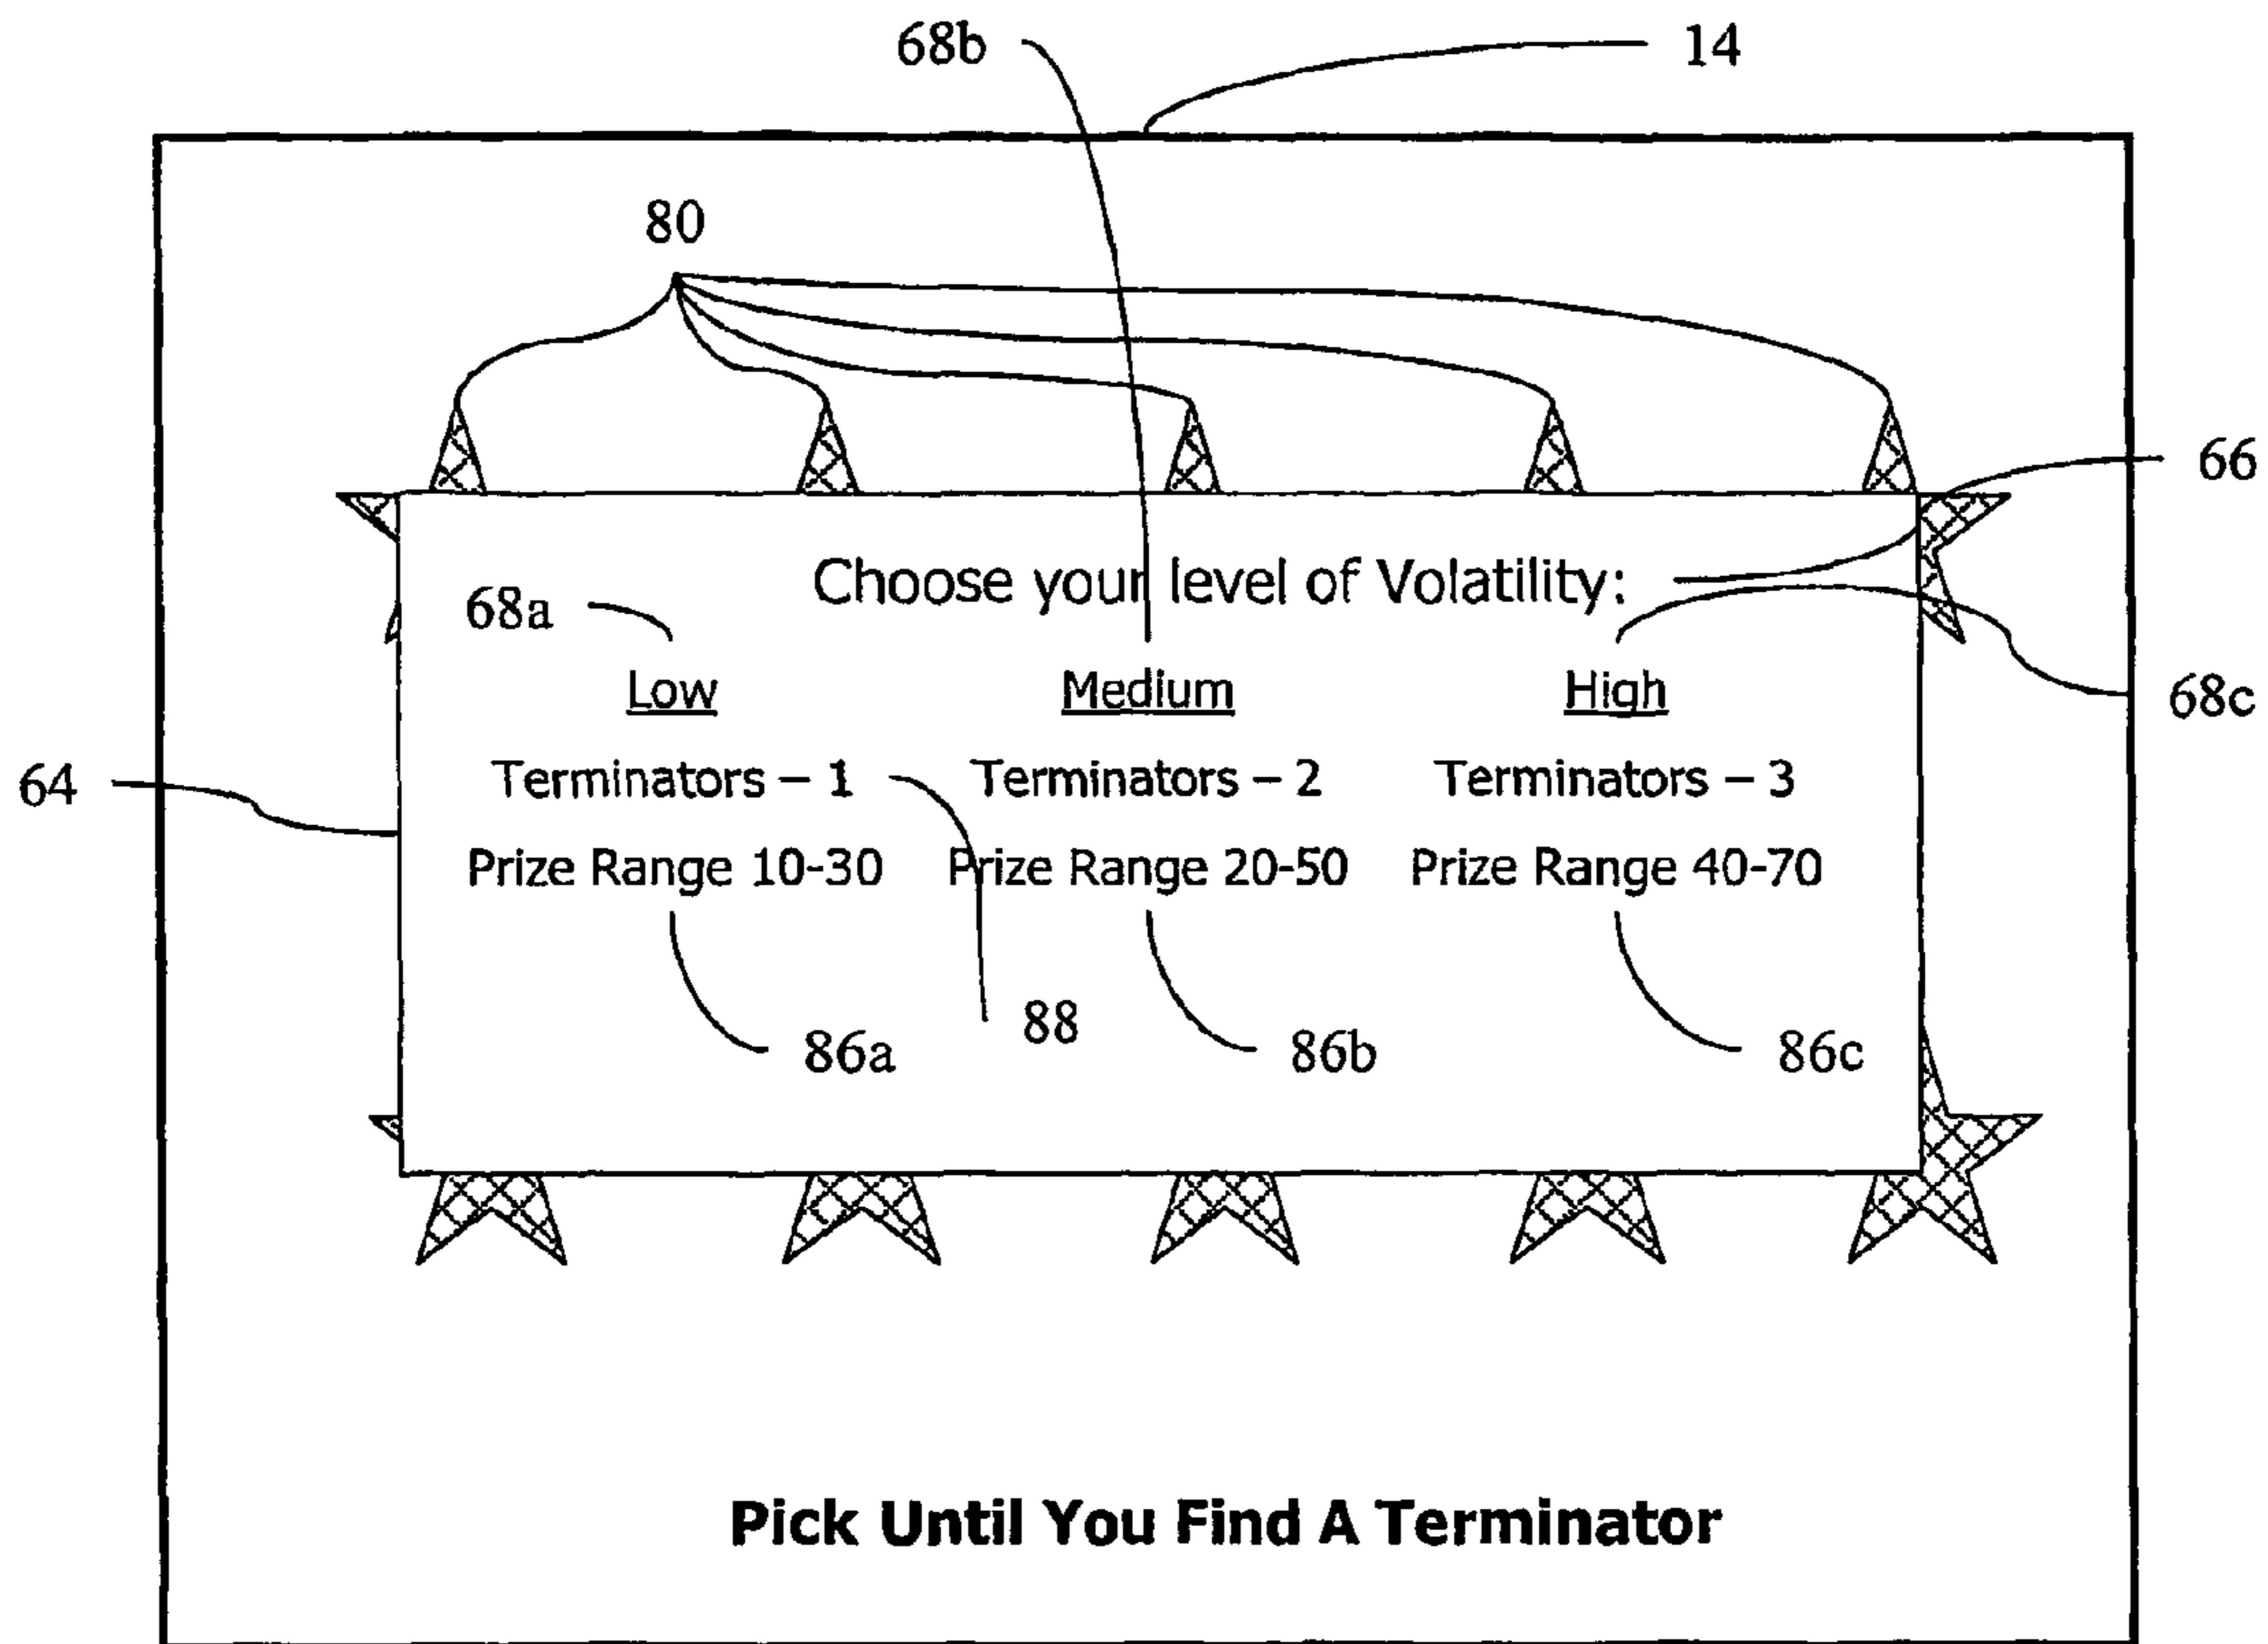 68b 14
80
66
Choose your level of Volatility:
68a
Low Medium High
68c
64
Terminators – 1 Terminators – 2 Terminators – 3
Prize Range 10-30 Prize Range 20-50 Prize Range 40-70
88
86a 86b 86c
Pick Until You Find A Terminator